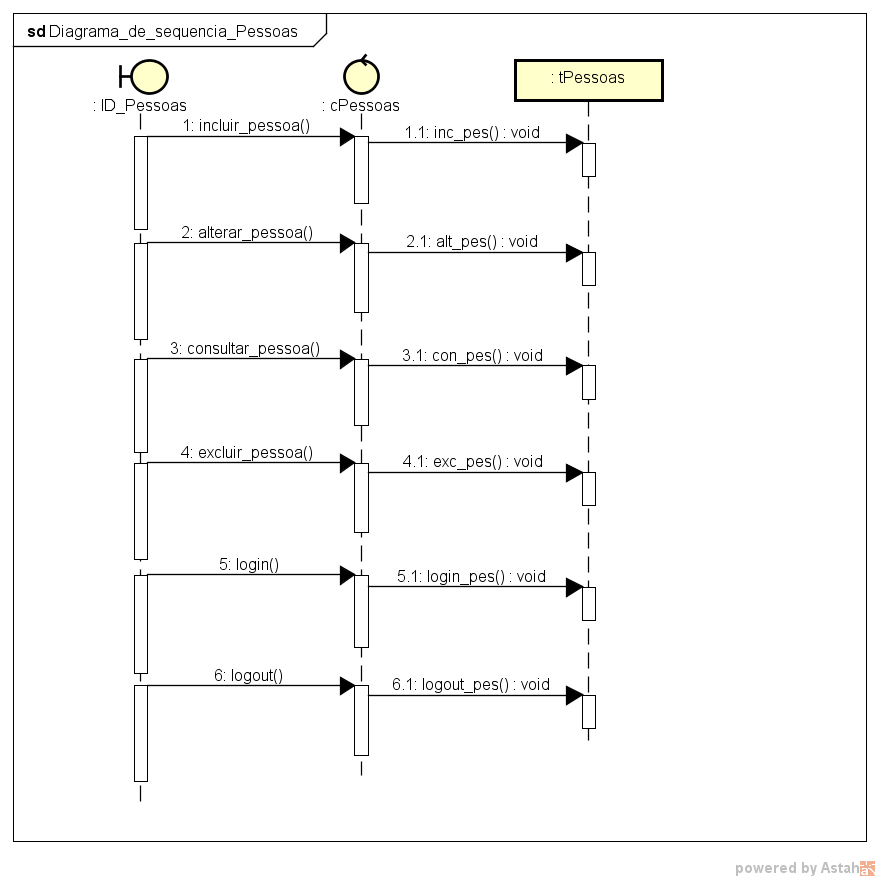 sd Diagrama_de_sequencia_Pessoas
: ID_Pessoas
: cPessoas
: tPessoas
1: incluir_pessoa()
1.1: inc_pes() : void
2: alterar_pessoa()
2.1: alt_pes() : void
3: consultar_pessoa()
3.1: con_pes() : void
4: excluir_pessoa()
4.1: exc_pes() : void
5: login()
5.1: login_pes() : void
6: logout()
6.1: logout_pes() : void
powered by Astah